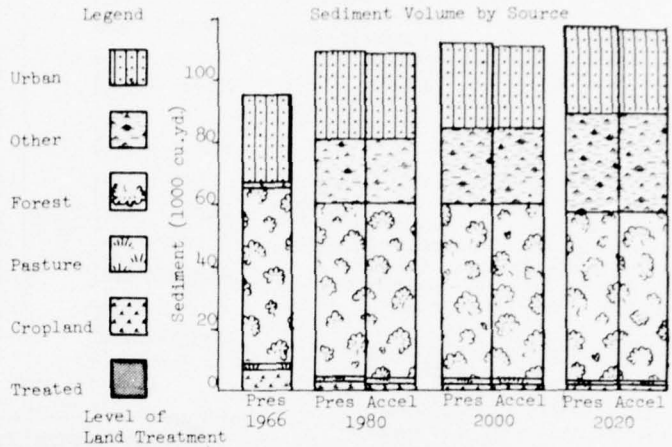 Legend
Sediment Volume by Source
Urban
Other
Forest
Pasture
Cropland
Treated
Level of
Land Treatment
Sediment (1000 cu.yd.)
100
80
60
40
20
0
Pres
1966
Pres Accel
1980
Pres Accel
2000
Pres Accel
2020